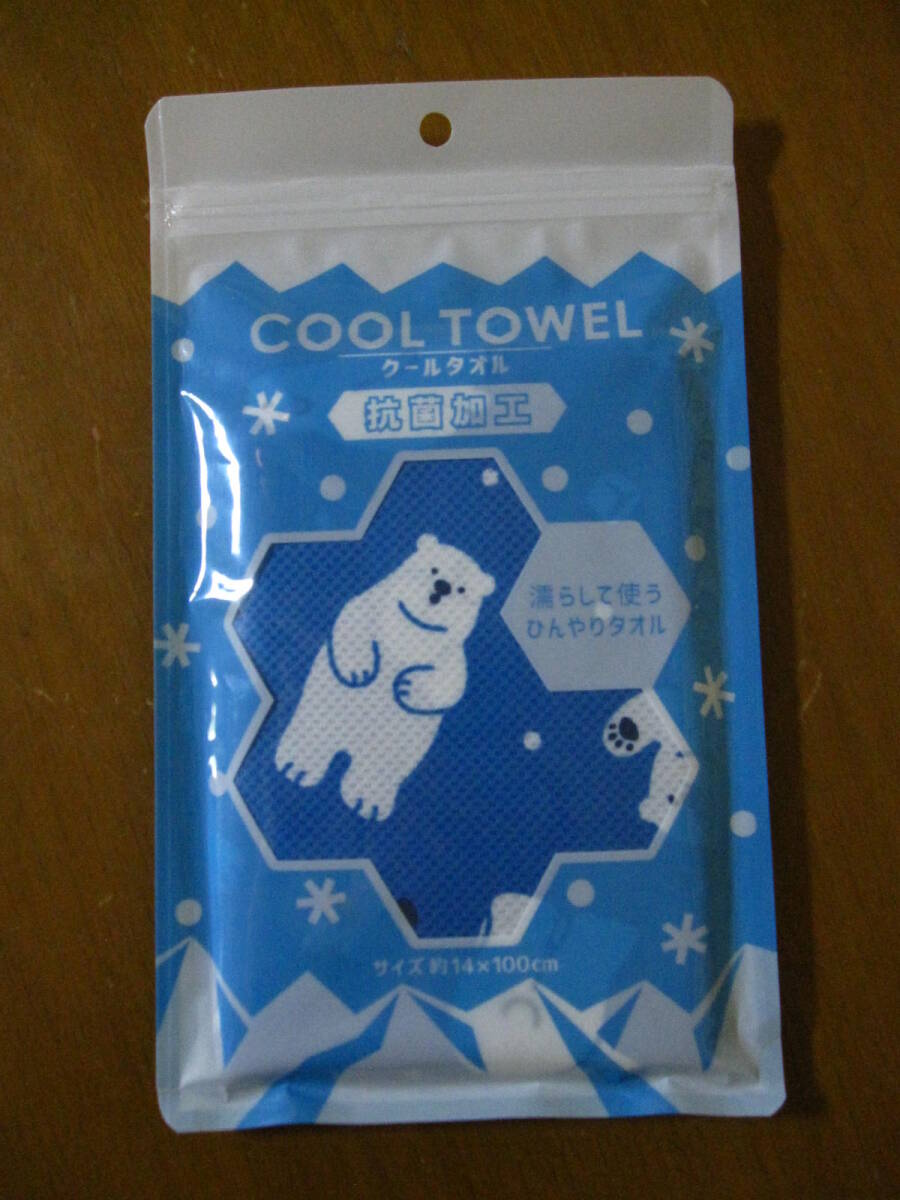 COOL TOWEL
クールタオル
抗菌加工
濡らして使う
ひんやりタオル
サイズ 約14×100cm